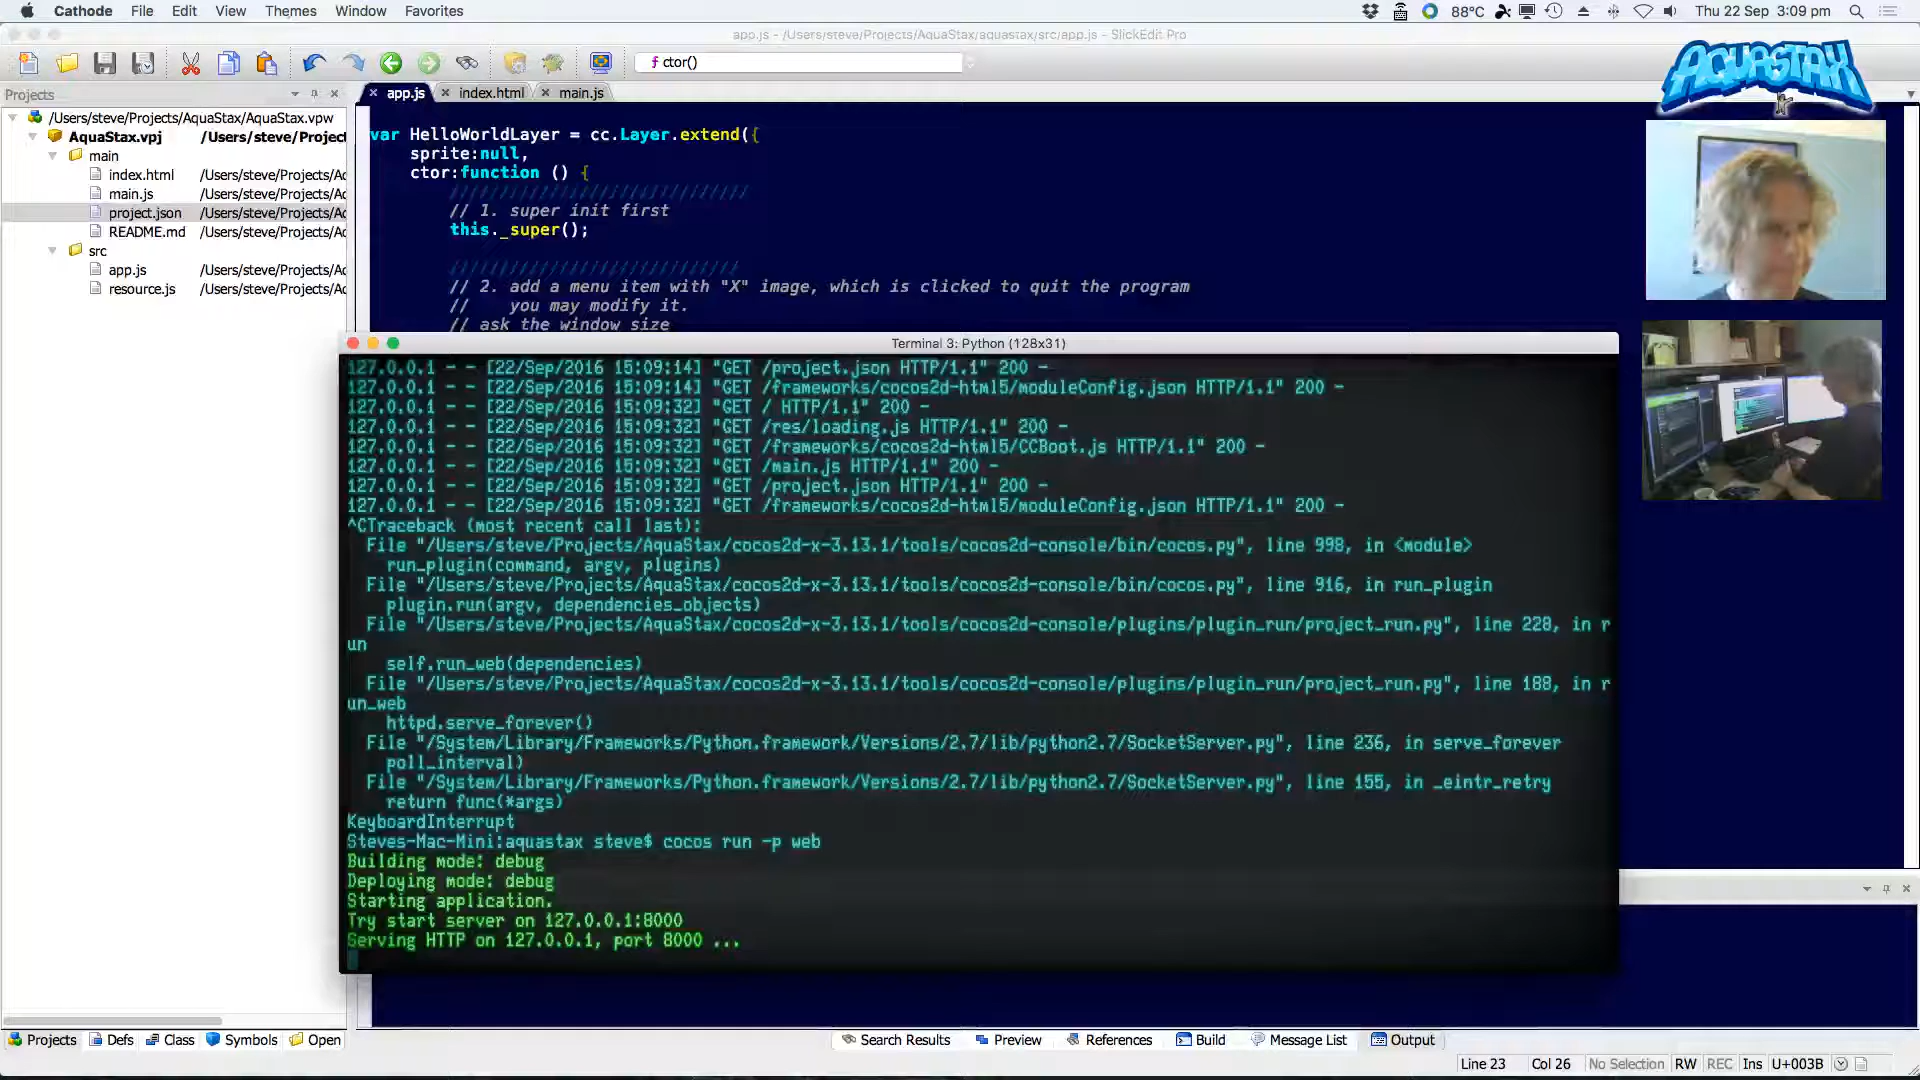 Cathode File Edit View Themes Window Favorites
88°C Thu 22 Sep 3:09 pm
app.js - /Users/steve/Projects/AquaStax/aquastax/src/app.js - SlickEdit Pro
ctor()
AQUASTAX
Projects
app.js index.html main.js
/Users/steve/Projects/AquaStax/AquaStax.vpw
AquaStax.vpj /Users/steve/Project
main
index.html /Users/steve/Projects/Aq
main.js /Users/steve/Projects/Aq
project.json /Users/steve/Projects/Aq
README.md /Users/steve/Projects/Aq
src
app.js /Users/steve/Projects/Aq
resource.js /Users/steve/Projects/Aq
var HelloWorldLayer = cc.Layer.extend({
sprite:null,
ctor:function () {
//////////////////////////////
// 1. super init first
this._super();
/////////////////////////////
// 2. add a menu item with "X" image, which is clicked to quit the program
// you may modify it.
// ask the window size
Terminal 3: Python (128x31)
127.0.0.1 - - [22/Sep/2016 15:09:14] "GET /project.json HTTP/1.1" 200 -
127.0.0.1 - - [22/Sep/2016 15:09:14] "GET /frameworks/cocos2d-html5/moduleConfig.json HTTP/1.1" 200 -
127.0.0.1 - - [22/Sep/2016 15:09:32] "GET / HTTP/1.1" 200 -
127.0.0.1 - - [22/Sep/2016 15:09:32] "GET /res/loading.js HTTP/1.1" 200 -
127.0.0.1 - - [22/Sep/2016 15:09:32] "GET /frameworks/cocos2d-html5/CCBoot.js HTTP/1.1" 200 -
127.0.0.1 - - [22/Sep/2016 15:09:32] "GET /main.js HTTP/1.1" 200 -
127.0.0.1 - - [22/Sep/2016 15:09:32] "GET /project.json HTTP/1.1" 200 -
127.0.0.1 - - [22/Sep/2016 15:09:32] "GET /frameworks/cocos2d-html5/moduleConfig.json HTTP/1.1" 200 -
^CTraceback (most recent call last):
File "/Users/steve/Projects/AquaStax/cocos2d-x-3.13.1/tools/cocos2d-console/bin/cocos.py", line 998, in <module>
run_plugin(command, argv, plugins)
File "/Users/steve/Projects/AquaStax/cocos2d-x-3.13.1/tools/cocos2d-console/bin/cocos.py", line 916, in run_plugin
plugin.run(argv, dependencies_objects)
File "/Users/steve/Projects/AquaStax/cocos2d-x-3.13.1/tools/cocos2d-console/plugins/plugin_run/project_run.py", line 228, in r
un
self.run_web(dependencies)
File "/Users/steve/Projects/AquaStax/cocos2d-x-3.13.1/tools/cocos2d-console/plugins/plugin_run/project_run.py", line 188, in r
un_web
httpd.serve_forever()
File "/System/Library/Frameworks/Python.framework/Versions/2.7/lib/python2.7/SocketServer.py", line 236, in serve_forever
poll_interval)
File "/System/Library/Frameworks/Python.framework/Versions/2.7/lib/python2.7/SocketServer.py", line 155, in _eintr_retry
return func(*args)
KeyboardInterrupt
Steves-Mac-Mini:aquastax steve$ cocos run -p web
Building mode: debug
Deploying mode: debug
Starting application.
Try start server on 127.0.0.1:8000
Serving HTTP on 127.0.0.1, port 8000 ...
Projects Defs Class Symbols Open
Search Results Preview References Build Message List Output
Line 23 Col 26 No Selection RW REC Ins U+003B